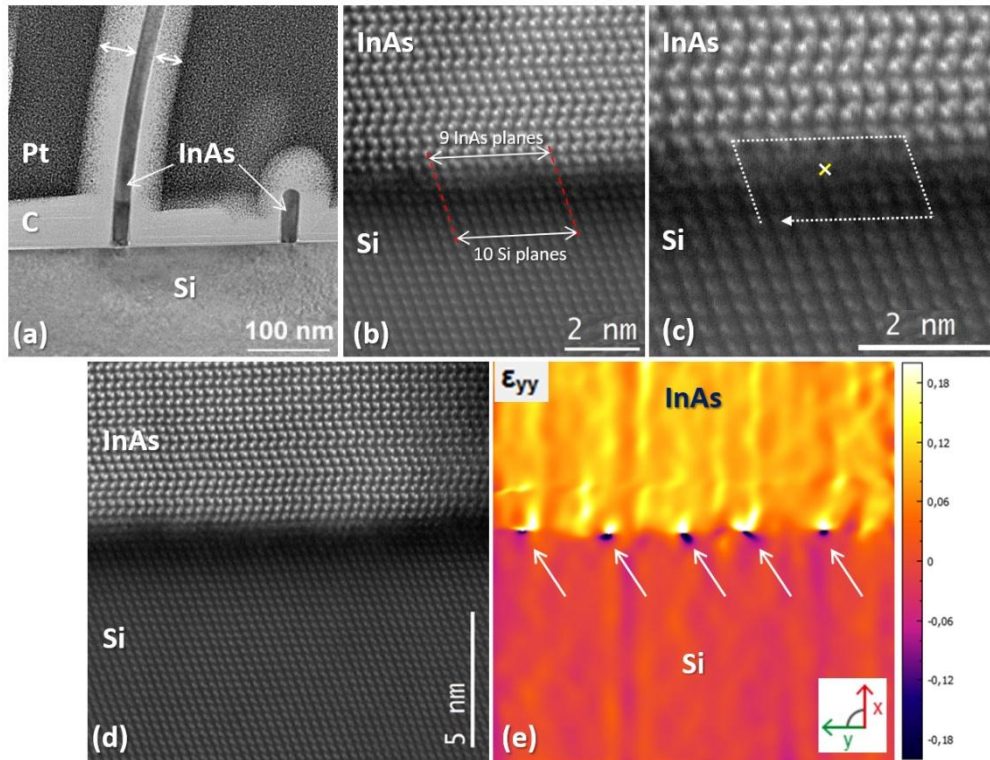 Pt
InAs
C
Si
(a)
100 nm
InAs
9 InAs planes
Si
10 Si planes
(b)
2 nm
InAs
Si
(c)
2 nm
InAs
Si
(d)
5 nm
εyy
InAs
Si
(e)
x
y
0,18
0,12
0,06
0
-0,06
-0,12
-0,18